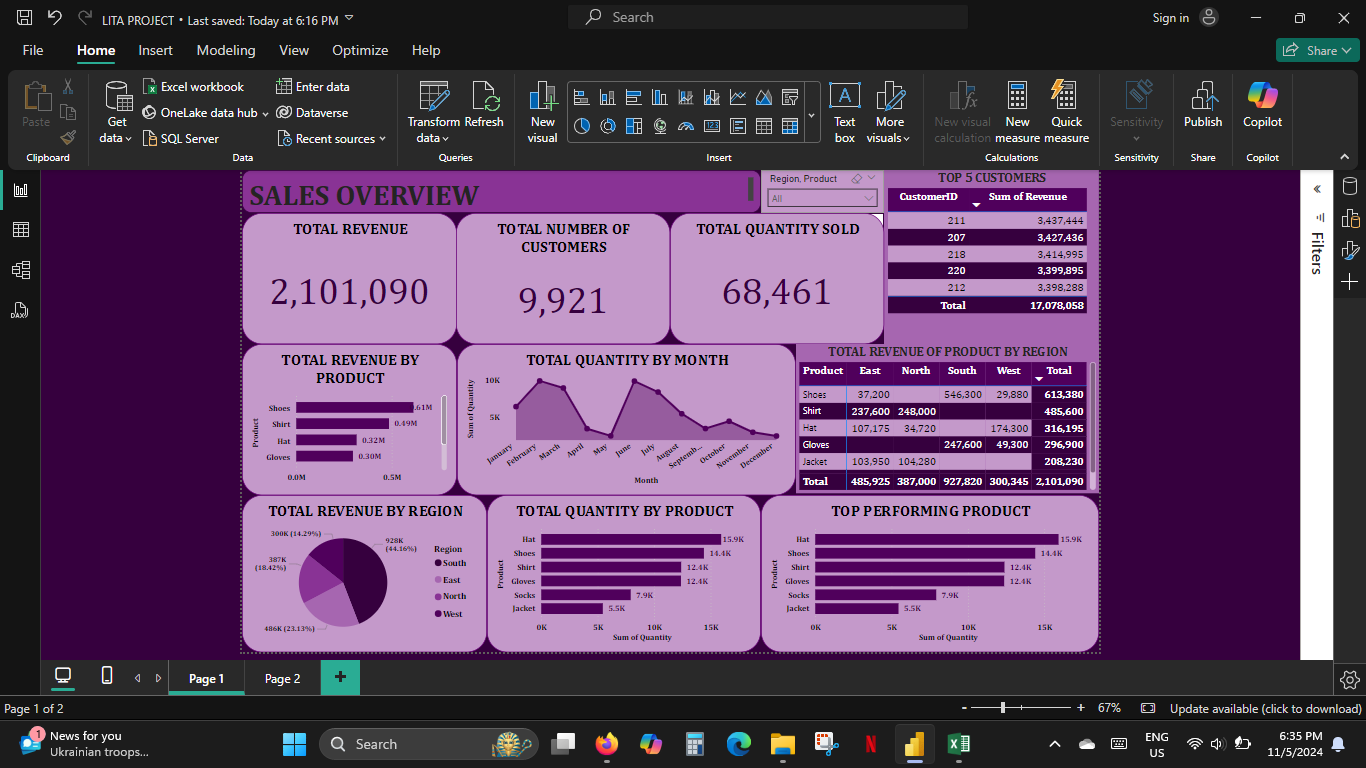 LITA PROJECT • Last saved: Today at 6:16 PM
Search
Sign in
File Home Insert Modeling View Optimize Help
Share
Paste
Clipboard
Get data
Excel workbook
OneLake data hub
SQL Server
Enter data
Dataverse
Recent sources
Data
Transform data
Refresh
Queries
New visual
Text box
More visuals
Insert
New visual calculation
New measure
Quick measure
Calculations
Sensitivity
Sensitivity
Publish
Share
Copilot
Copilot
SALES OVERVIEW
Region, Product
All
TOP 5 CUSTOMERS
CustomerID Sum of Revenue
211 3,437,444
207 3,427,436
218 3,414,995
220 3,399,895
212 3,398,288
Total 17,078,058
Filters
TOTAL REVENUE
2,101,090
TOTAL NUMBER OF
CUSTOMERS
9,921
TOTAL QUANTITY SOLD
68,461
TOTAL REVENUE BY
PRODUCT
Product
Shoes 0.61M
Shirt 0.49M
Hat 0.32M
Gloves 0.30M
0.0M 0.5M
TOTAL QUANTITY BY MONTH
Sum of Quantity
10K
5K
January February March April May June July August Septemb... October November December
Month
TOTAL REVENUE OF PRODUCT BY REGION
Product East North South West Total
Shoes 37,200 546,300 29,880 613,380
Shirt 237,600 248,000 485,600
Hat 107,175 34,720 174,300 316,195
Gloves 247,600 49,300 296,900
Jacket 103,950 104,280 208,230
Total 485,925 387,000 927,820 300,345 2,101,090
TOTAL REVENUE BY REGION
300K (14.29%)
928K
(44.16%)
387K
(18.42%)
486K (23.13%)
Region
South
East
North
West
TOTAL QUANTITY BY PRODUCT
Product
Hat 15.9K
Shoes 14.4K
Shirt 12.4K
Gloves 12.4K
Socks 7.9K
Jacket 5.5K
0K 5K 10K 15K
Sum of Quantity
TOP PERFORMING PRODUCT
Product
Hat 15.9K
Shoes 14.4K
Shirt 12.4K
Gloves 12.4K
Socks 7.9K
Jacket 5.5K
0K 5K 10K 15K
Sum of Quantity
Page 1 Page 2 +
Page 1 of 2
- + 67%
Update available (click to download)
1
News for you
Ukrainian troops...
Search
ENG
US
6:35 PM
11/5/2024